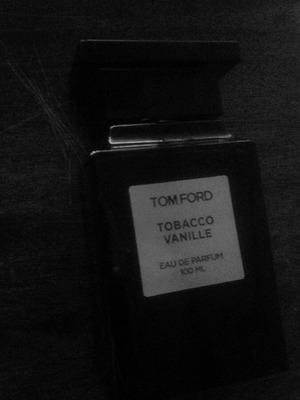 TOM FORD
TOBACCO
VANILLE
EAU DE PARFUM
100 ML